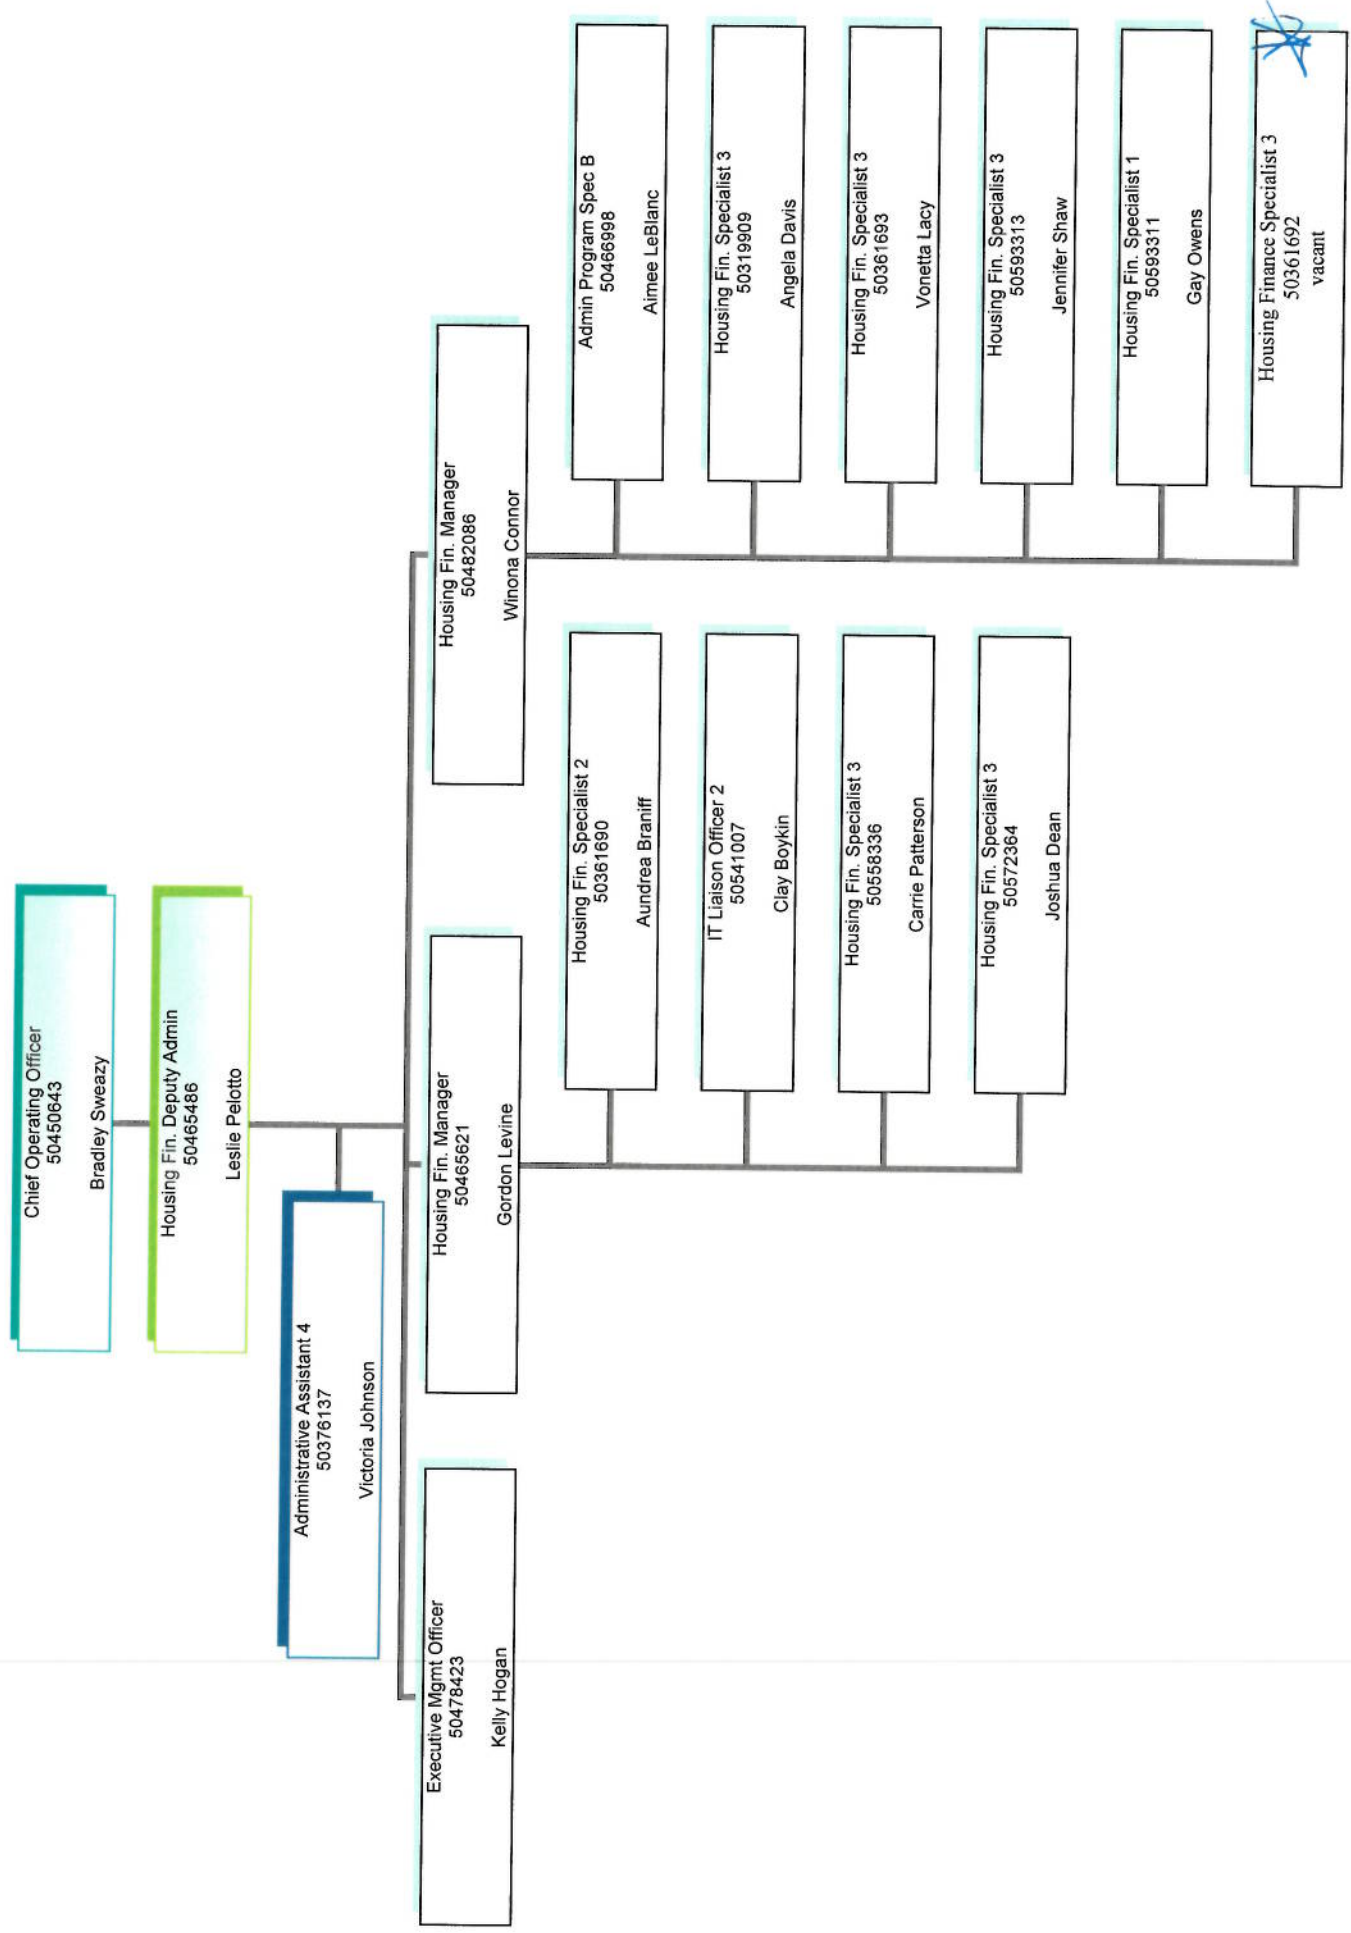 Chief Operating Officer
50450643
Bradley Sweazy
Housing Fin. Deputy Admin
50465486
Leslie Pelotto
Administrative Assistant 4
50376137
Victoria Johnson
Executive Mgmt Officer
50478423
Kelly Hogan
Housing Fin. Manager
50465621
Gordon Levine
Housing Fin. Specialist 2
50361690
Aundrea Braniff
IT Liaison Officer 2
50541007
Clay Boykin
Housing Fin. Specialist 3
50558336
Carrie Patterson
Housing Fin. Specialist 3
50572364
Joshua Dean
Housing Fin. Manager
50482086
Winona Connor
Admin Program Spec B
50466998
Aimee LeBlanc
Housing Fin. Specialist 3
50319909
Angela Davis
Housing Fin. Specialist 3
50361693
Vonetta Lacy
Housing Fin. Specialist 3
50593313
Jennifer Shaw
Housing Fin. Specialist 1
50593311
Gay Owens
Housing Finance Specialist 3
50361692
vacant